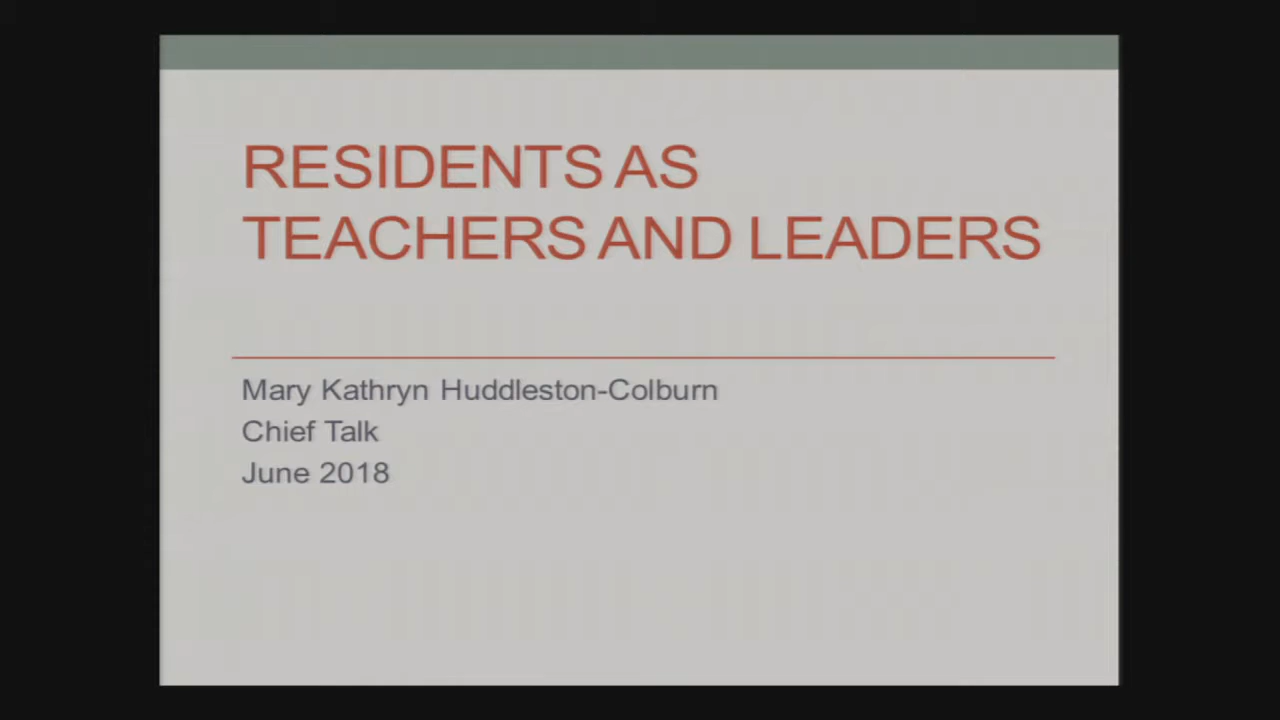 RESIDENTS AS
TEACHERS AND LEADERS
Mary Kathryn Huddleston-Colburn
Chief Talk
June 2018